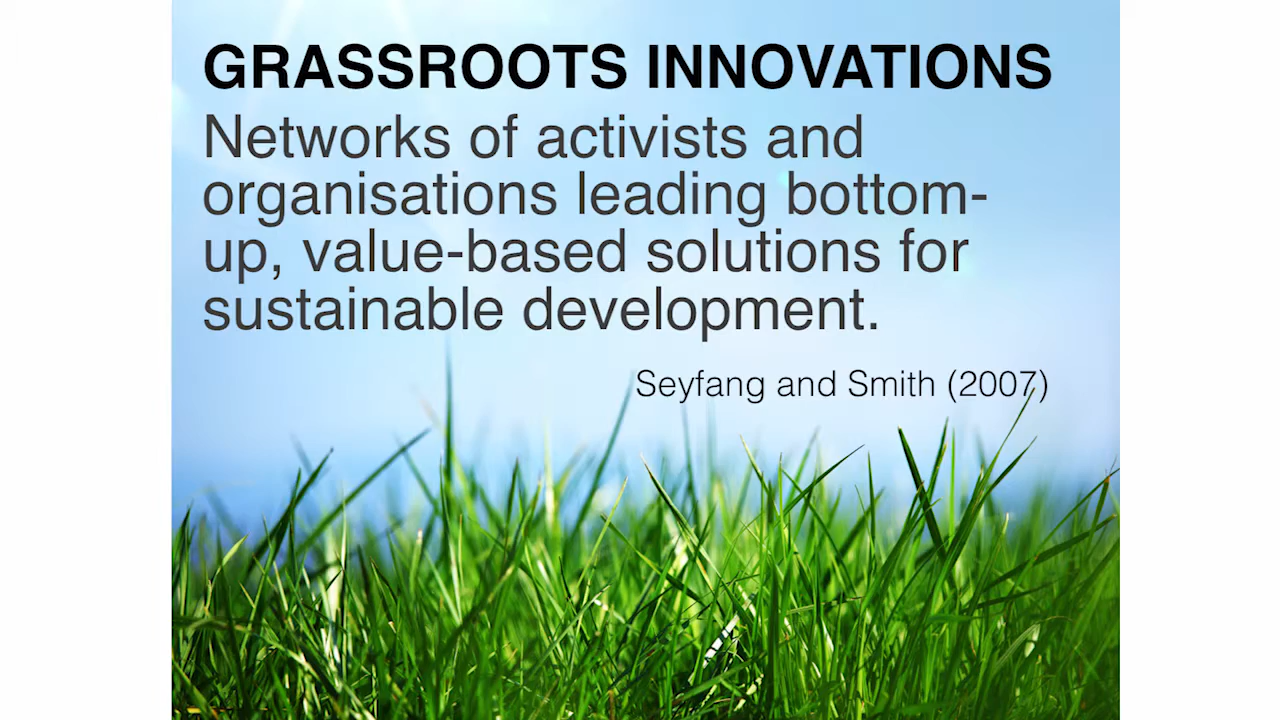 GRASSROOTS INNOVATIONS
Networks of activists and
organisations leading bottom-
up, value-based solutions for
sustainable development.
Seyfang and Smith (2007)